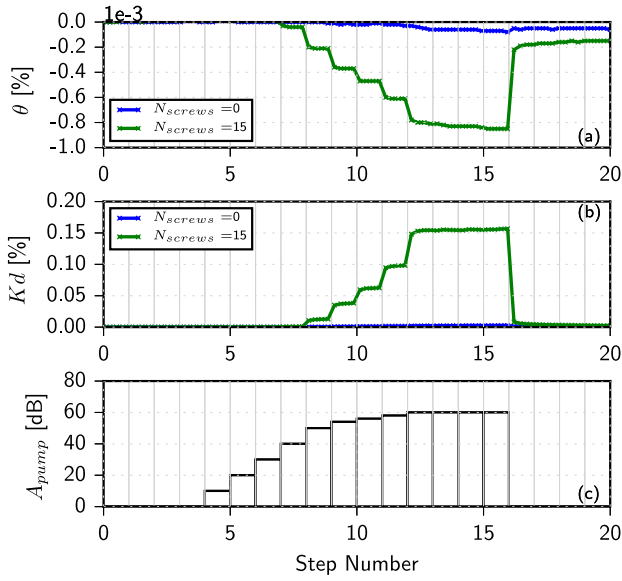 1e-3
0.0
-0.2
-0.4
-0.6
-0.8
-1.0
θ [%]
N_screws =0
N_screws =15
(a)
0 5 10 15 20
0.20
0.15
0.10
0.05
0.00
Kd [%]
N_screws =0
N_screws =15
(b)
0 5 10 15 20
80
60
40
20
0
A_pump [dB]
(c)
0 5 10 15 20
Step Number